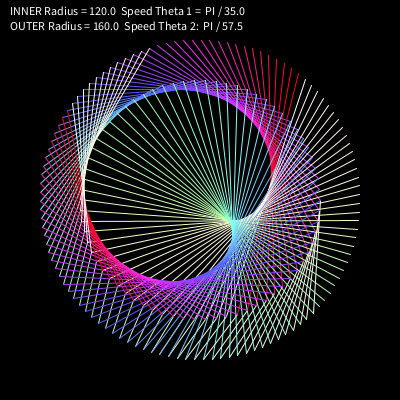 INNER Radius = 120.0  Speed Theta 1 =  PI / 35.0
OUTER Radius = 160.0  Speed Theta 2:  PI / 57.5